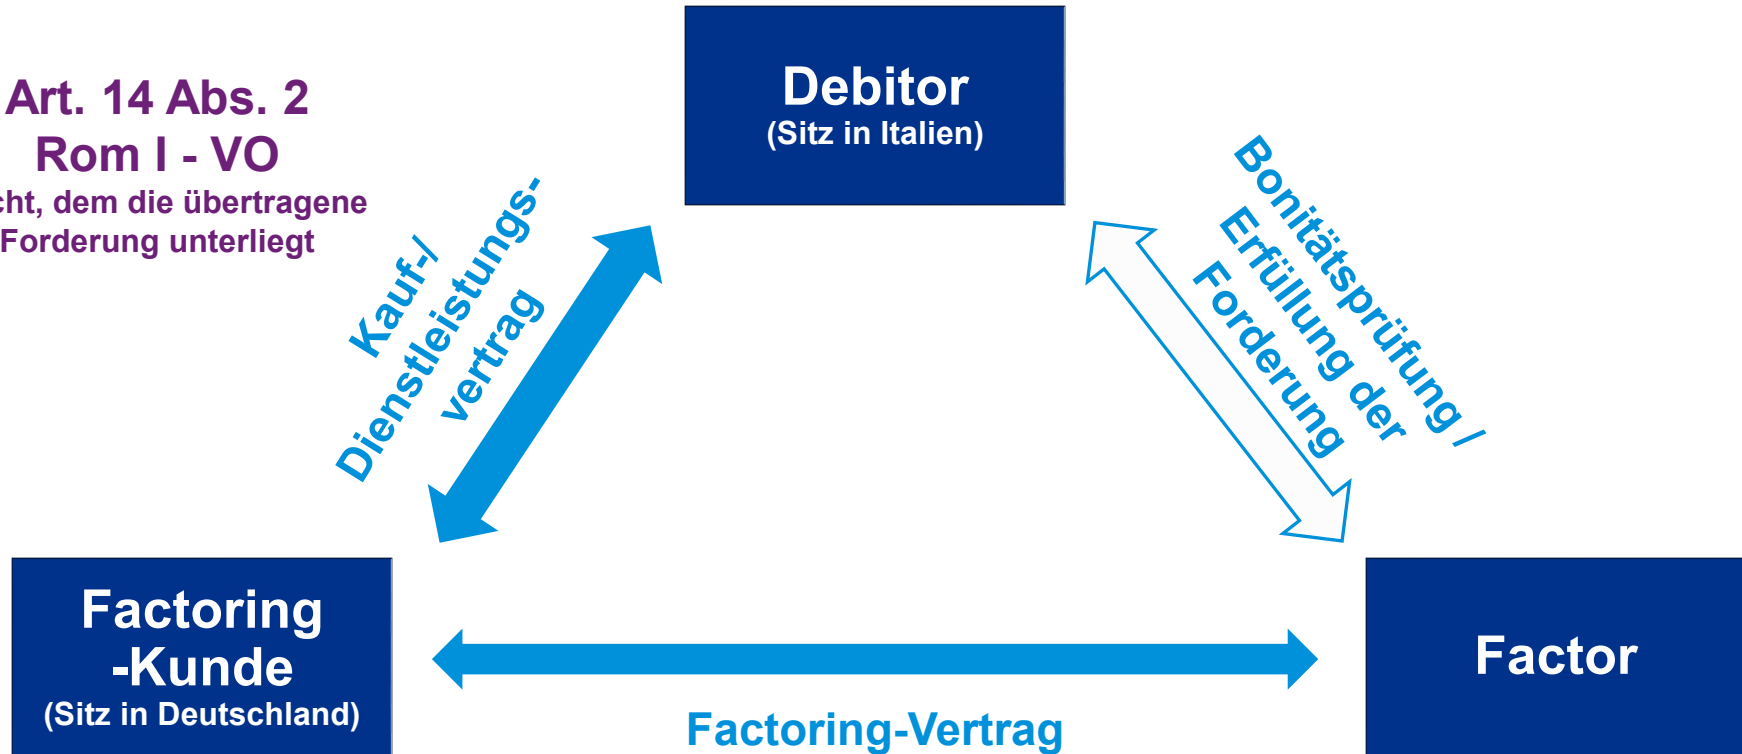 Art. 14 Abs. 2
Rom I - VO
dem die übertragene
Forderung unterliegt
Debitor
(Sitz in Italien)
Kauf-/
Dienstleistungs-
vertrag
Bonitätsprüfung /
Erfüllung der
Forderung
Factoring
-Kunde
(Sitz in Deutschland)
Factoring-Vertrag
Factor